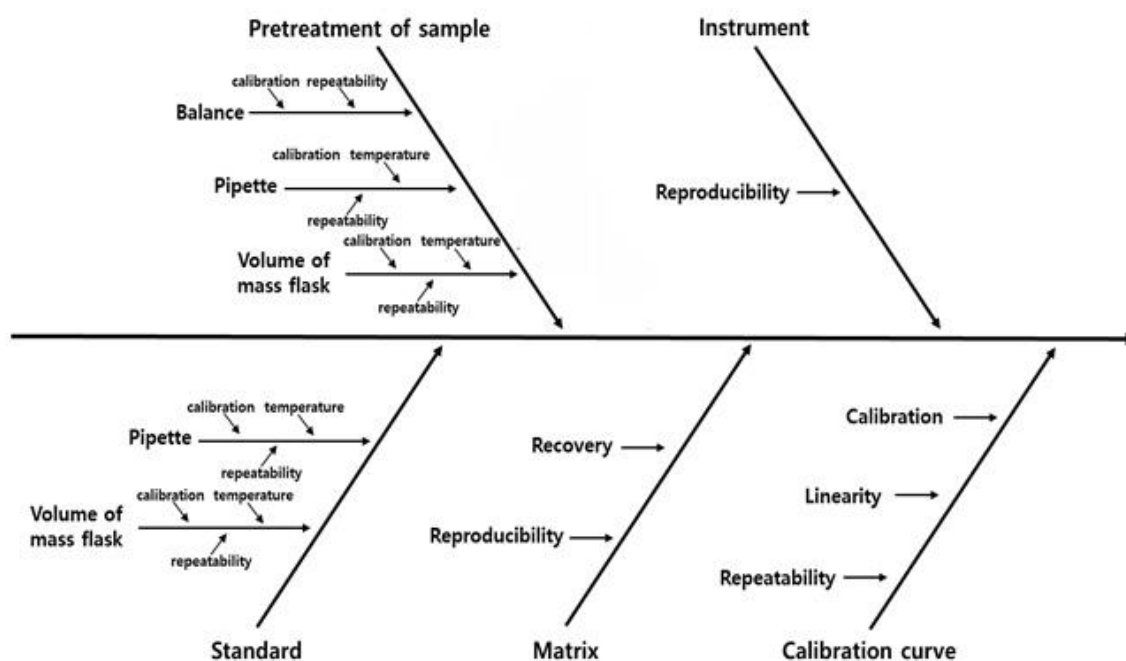 Pretreatment of sample
Instrument
calibration repeatability
Balance
calibration temperature
Pipette
repeatability
Reproducibility
calibration temperature
Volume of
mass flask
repeatability
calibration temperature
Pipette
repeatability
calibration temperature
Volume of
mass flask
repeatability
Recovery
Reproducibility
Calibration
Linearity
Repeatability
Standard
Matrix
Calibration curve